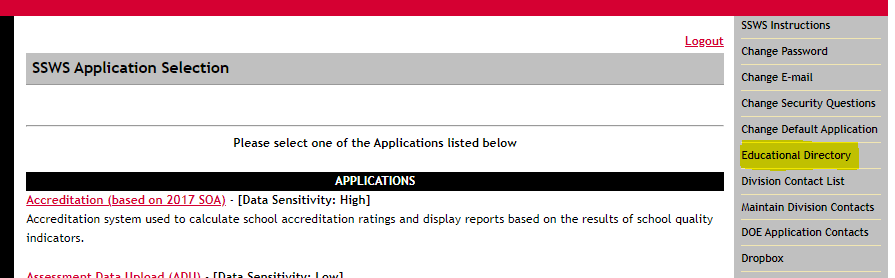 Logout
SSWS Application Selection
Please select one of the Applications listed below
APPLICATIONS
Accreditation (based on 2017 SOA) - [Data Sensitivity: High]
Accreditation system used to calculate school accreditation ratings and display reports based on the results of school quality
indicators.
Assessment Data Upload (ADU) - [Data Sensitivity: Low]
SSWS Instructions
Change Password
Change E-mail
Change Security Questions
Change Default Application
Educational Directory
Division Contact List
Maintain Division Contacts
DOE Application Contacts
Dropbox